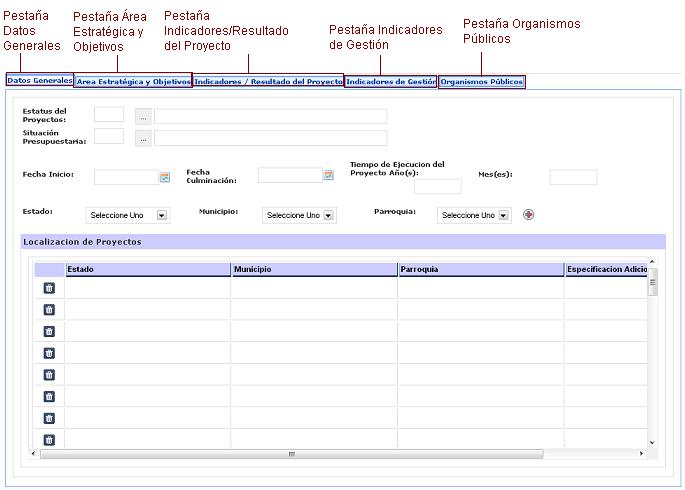 Pestaña
Datos
Generales
Pestaña Área
Estratégica y
Objetivos
Pestaña
Indicadores/Resultado
del Proyecto
Pestaña Indicadores
de Gestión
Pestaña Organismos
Públicos
Datos Generales
Area Estratégica y Objetivos
Indicadores / Resultado del Proyecto
Indicadores de Gestión
Organismos Públicos
Estatus del
Proyectos:
...
Situación
Presupuestaria:
...
Fecha Inicio:
Fecha
Culminación:
Tiempo de Ejecucion del
Proyecto Año(s):
Mes(es):
Estado:
Seleccione Uno
Municipio:
Seleccione Uno
Parroquia:
Seleccione Uno
Localizacion de Proyectos
Estado
Municipio
Parroquia
Especificacion Adicio